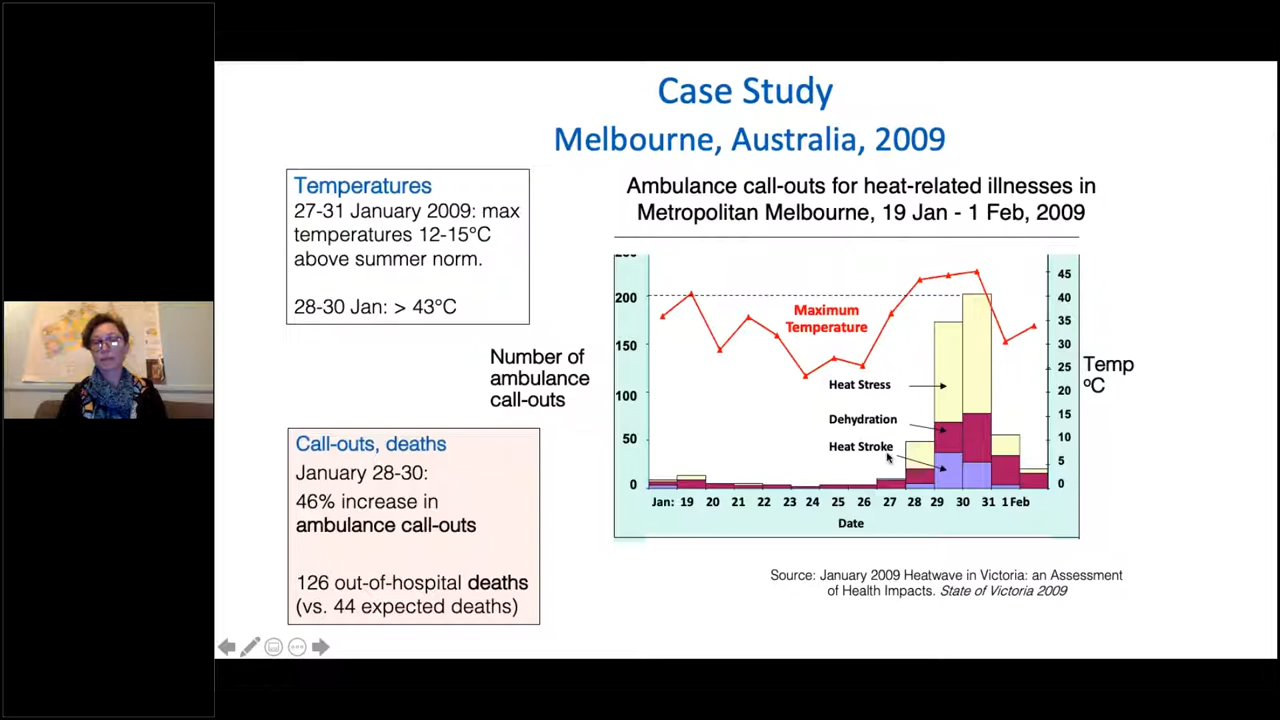 Case Study
Melbourne, Australia, 2009
Temperatures
27-31 January 2009: max
temperatures 12-15°C
above summer norm.
28-30 Jan: > 43°C
Call-outs, deaths
January 28-30:
46% increase in
ambulance call-outs
126 out-of-hospital deaths
(vs. 44 expected deaths)
Ambulance call-outs for heat-related illnesses in
Metropolitan Melbourne, 19 Jan - 1 Feb, 2009
Number of
ambulance
call-outs
200
150
100
50
0
Maximum
Temperature
Heat Stress
Dehydration
Heat Stroke
45
40
35
30
25
20
15
10
5
0
Temp
ºC
Jan: 19 20 21 22 23 24 25 26 27 28 29 30 31 1 Feb
Date
Source: January 2009 Heatwave in Victoria: an Assessment
of Health Impacts. State of Victoria 2009